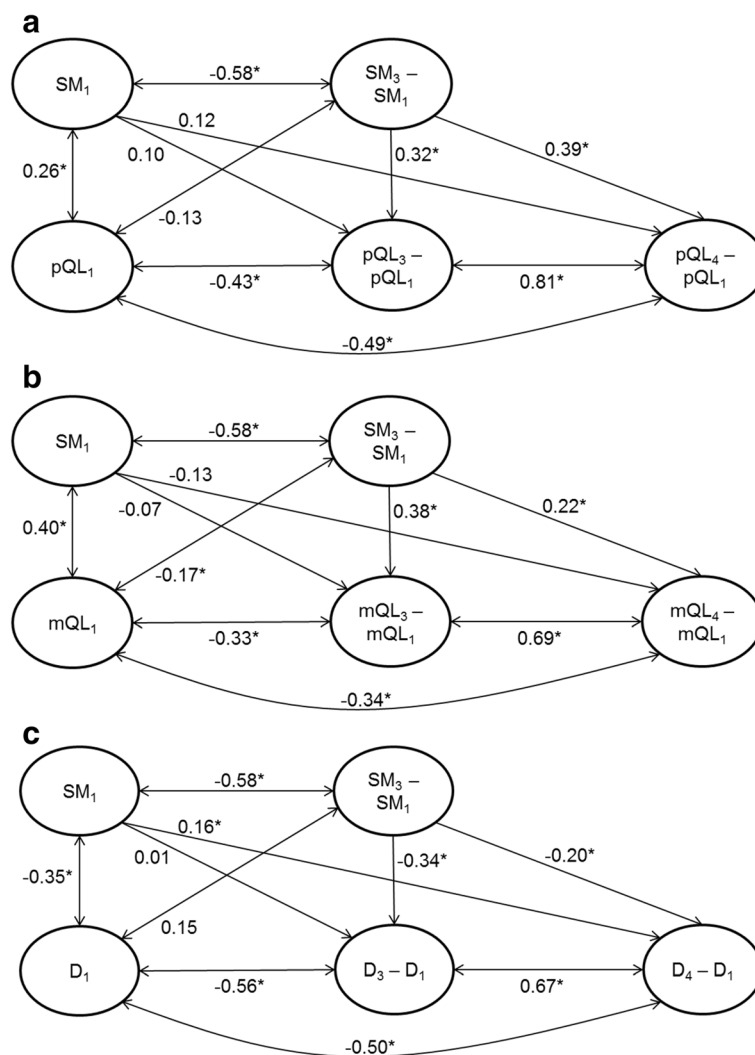 a
SM₁
-0.58*
SM₃ –
SM₁
0.12
0.10
0.26*
-0.13
0.32*
0.39*
pQL₁
-0.43*
pQL₃ –
pQL₁
0.81*
pQL₄ –
pQL₁
-0.49*
b
SM₁
-0.58*
SM₃ –
SM₁
-0.13
-0.07
0.40*
-0.17*
0.38*
0.22*
mQL₁
-0.33*
mQL₃ –
mQL₁
0.69*
mQL₄ –
mQL₁
-0.34*
c
SM₁
-0.58*
SM₃ –
SM₁
0.16*
0.01
-0.35*
0.15
-0.34*
-0.20*
D₁
-0.56*
D₃ – D₁
0.67*
D₄ – D₁
-0.50*